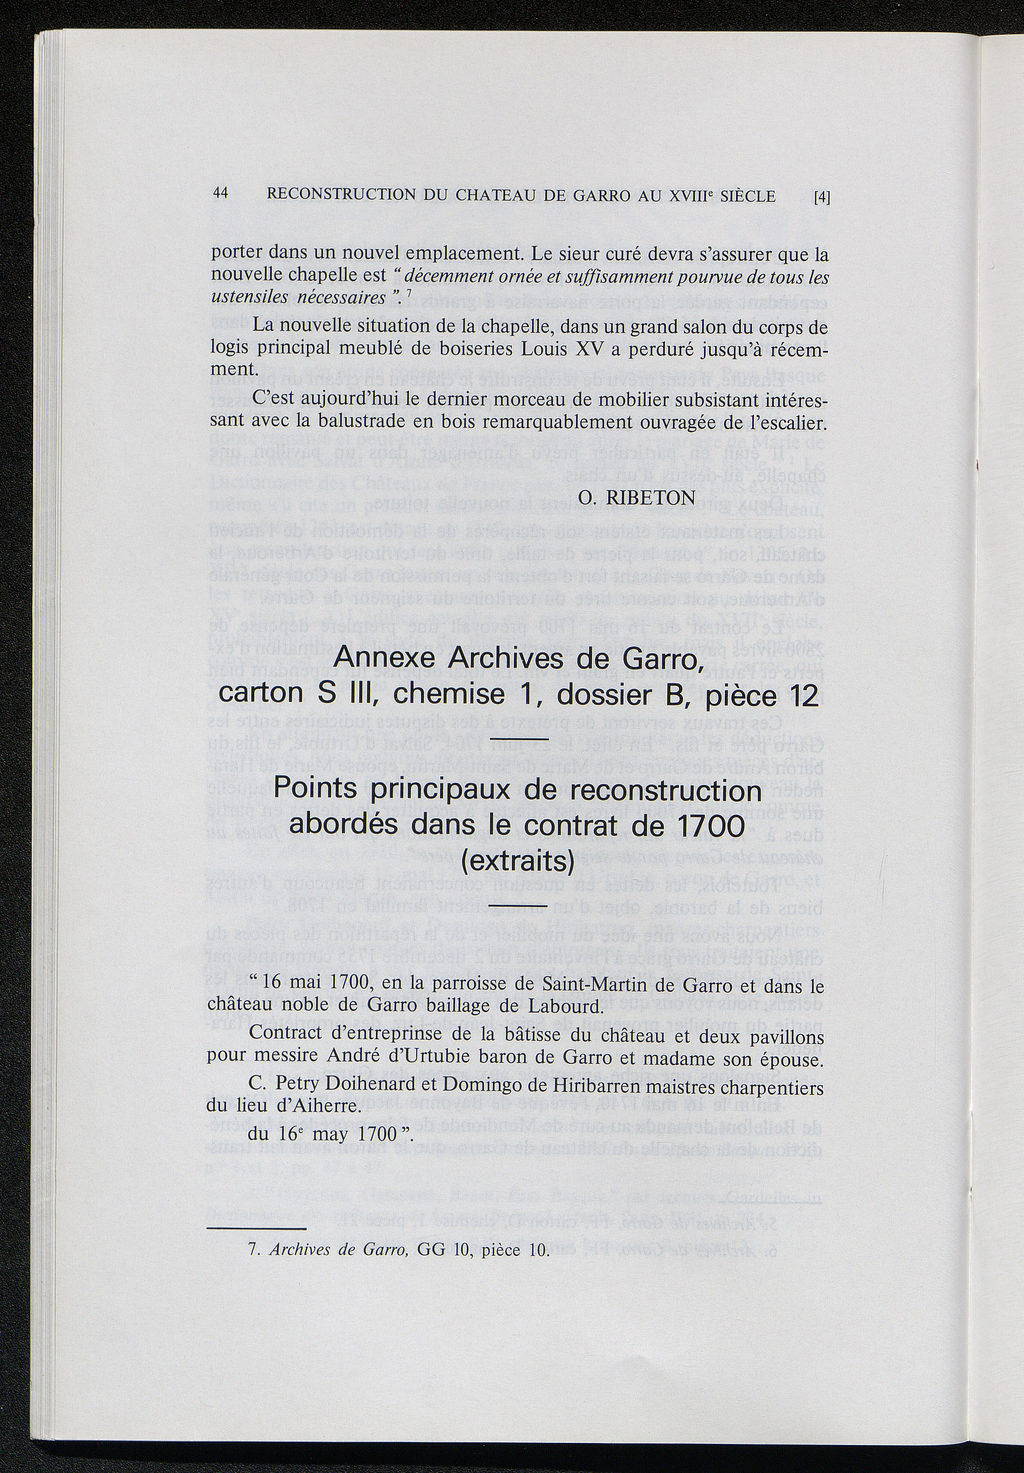 44 RECONSTRUCTION DU CHATEAU DE GARRO AU XVIIIe SIÈCLE [4]
porter dans un nouvel emplacement. Le sieur curé devra s'assurer que la
nouvelle chapelle est “ décemment ornée et suffisamment pourvue de tous les
ustensiles nécessaires ”. 7
La nouvelle situation de la chapelle, dans un grand salon du corps de
logis principal meublé de boiseries Louis XV a perduré jusqu'à récem-
ment.
C'est aujourd'hui le dernier morceau de mobilier subsistant intéres-
sant avec la balustrade en bois remarquablement ouvragée de l'escalier.
O. RIBETON
Annexe Archives de Garro,
carton S III, chemise 1, dossier B, pièce 12
Points principaux de reconstruction
abordés dans le contrat de 1700
(extraits)
“ 16 mai 1700, en la parroisse de Saint-Martin de Garro et dans le
château noble de Garro baillage de Labourd.
Contract d'entreprinse de la bâtisse du château et deux pavillons
pour messire André d'Urtubie baron de Garro et madame son épouse.
C. Petry Doihenard et Domingo de Hiribarren maistres charpentiers
du lieu d'Aiherre.
du 16e may 1700 ”.
7. Archives de Garro, GG 10, pièce 10.